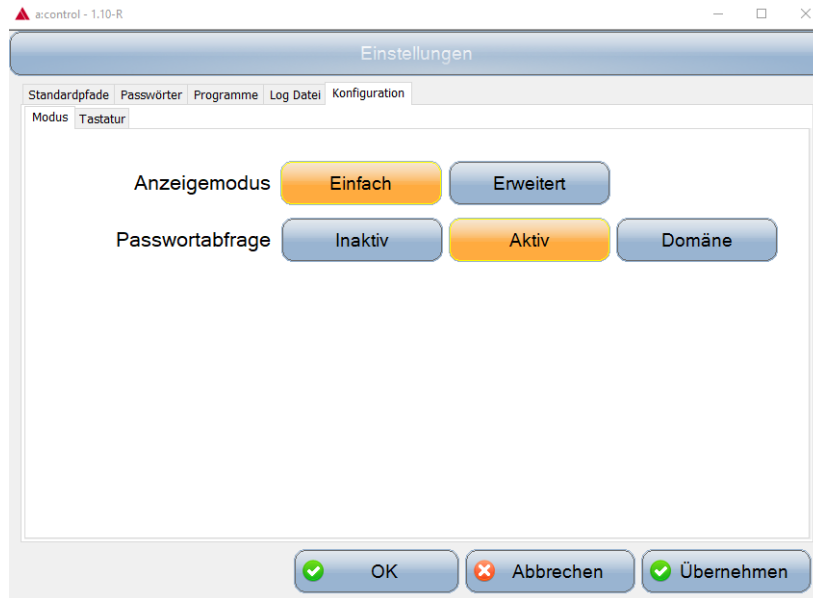 a:control - 1.10-R
Einstellungen
Standardpfade Passwörter Programme Log Datei Konfiguration
Modus Tastatur
Anzeigemodus Einfach Erweitert
Passwortabfrage Inaktiv Aktiv Domäne
OK Abbrechen Übernehmen